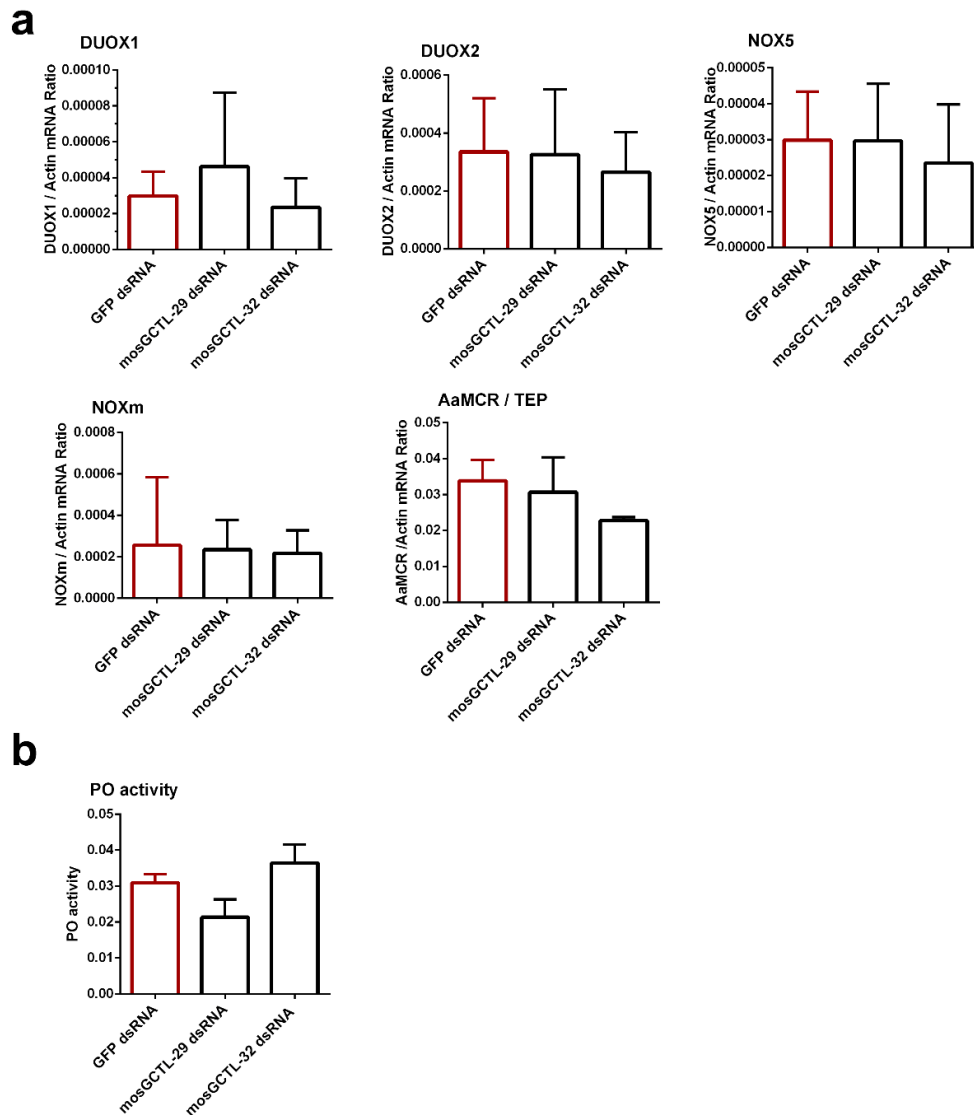 a
DUOX1
DUOX1 / Actin mRNA Ratio
0.00010
0.00008
0.00006
0.00004
0.00002
0.00000
GFP dsRNA
mosGCTL-29 dsRNA
mosGCTL-32 dsRNA
DUOX2
DUOX2 / Actin mRNA Ratio
0.0006
0.0004
0.0002
0.0000
GFP dsRNA
mosGCTL-29 dsRNA
mosGCTL-32 dsRNA
NOX5
NOX5 / Actin mRNA Ratio
0.00005
0.00004
0.00003
0.00002
0.00001
0.00000
GFP dsRNA
mosGCTL-29 dsRNA
mosGCTL-32 dsRNA
NOXm
NOXm / Actin mRNA Ratio
0.0008
0.0006
0.0004
0.0002
0.0000
GFP dsRNA
mosGCTL-29 dsRNA
mosGCTL-32 dsRNA
AaMCR / TEP
AaMCR /Actin mRNA Ratio
0.05
0.04
0.03
0.02
0.01
0.00
GFP dsRNA
mosGCTL-29 dsRNA
mosGCTL-32 dsRNA
b
PO activity
PO activity
0.05
0.04
0.03
0.02
0.01
0.00
GFP dsRNA
mosGCTL-29 dsRNA
mosGCTL-32 dsRNA